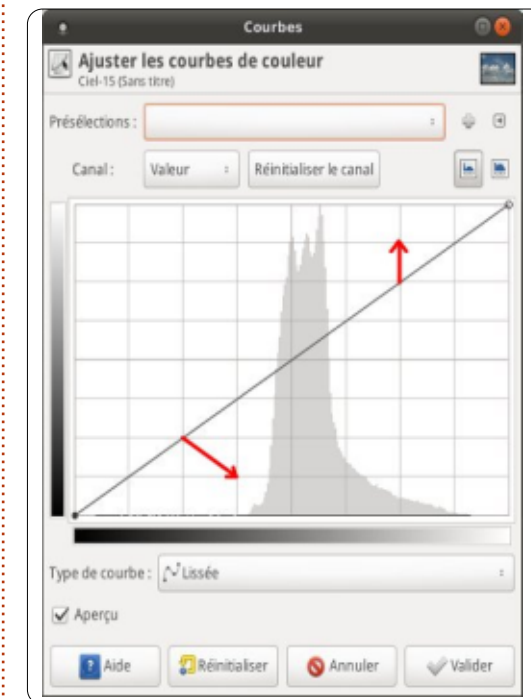 Courbes
Ajuster les courbes de couleur
Ciel-15 (Sans titre)
Présélections :
Canal : Valeur Réinitialiser le canal
Type de courbe : Lissée
Aperçu
Aide Réinitialiser Annuler Valider